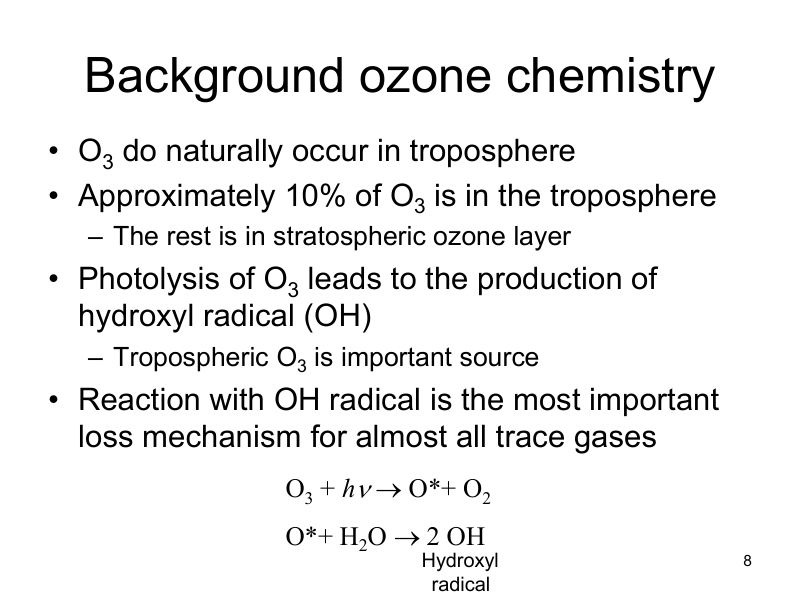 Background ozone chemistry
• O₃ do naturally occur in troposphere
• Approximately 10% of O₃ is in the troposphere
– The rest is in stratospheric ozone layer
• Photolysis of O₃ leads to the production of
hydroxyl radical (OH)
– Tropospheric O₃ is important source
• Reaction with OH radical is the most important
loss mechanism for almost all trace gases
O₃ + hν → O*+ O₂
O*+ H₂O → 2 OH
Hydroxyl
radical
8